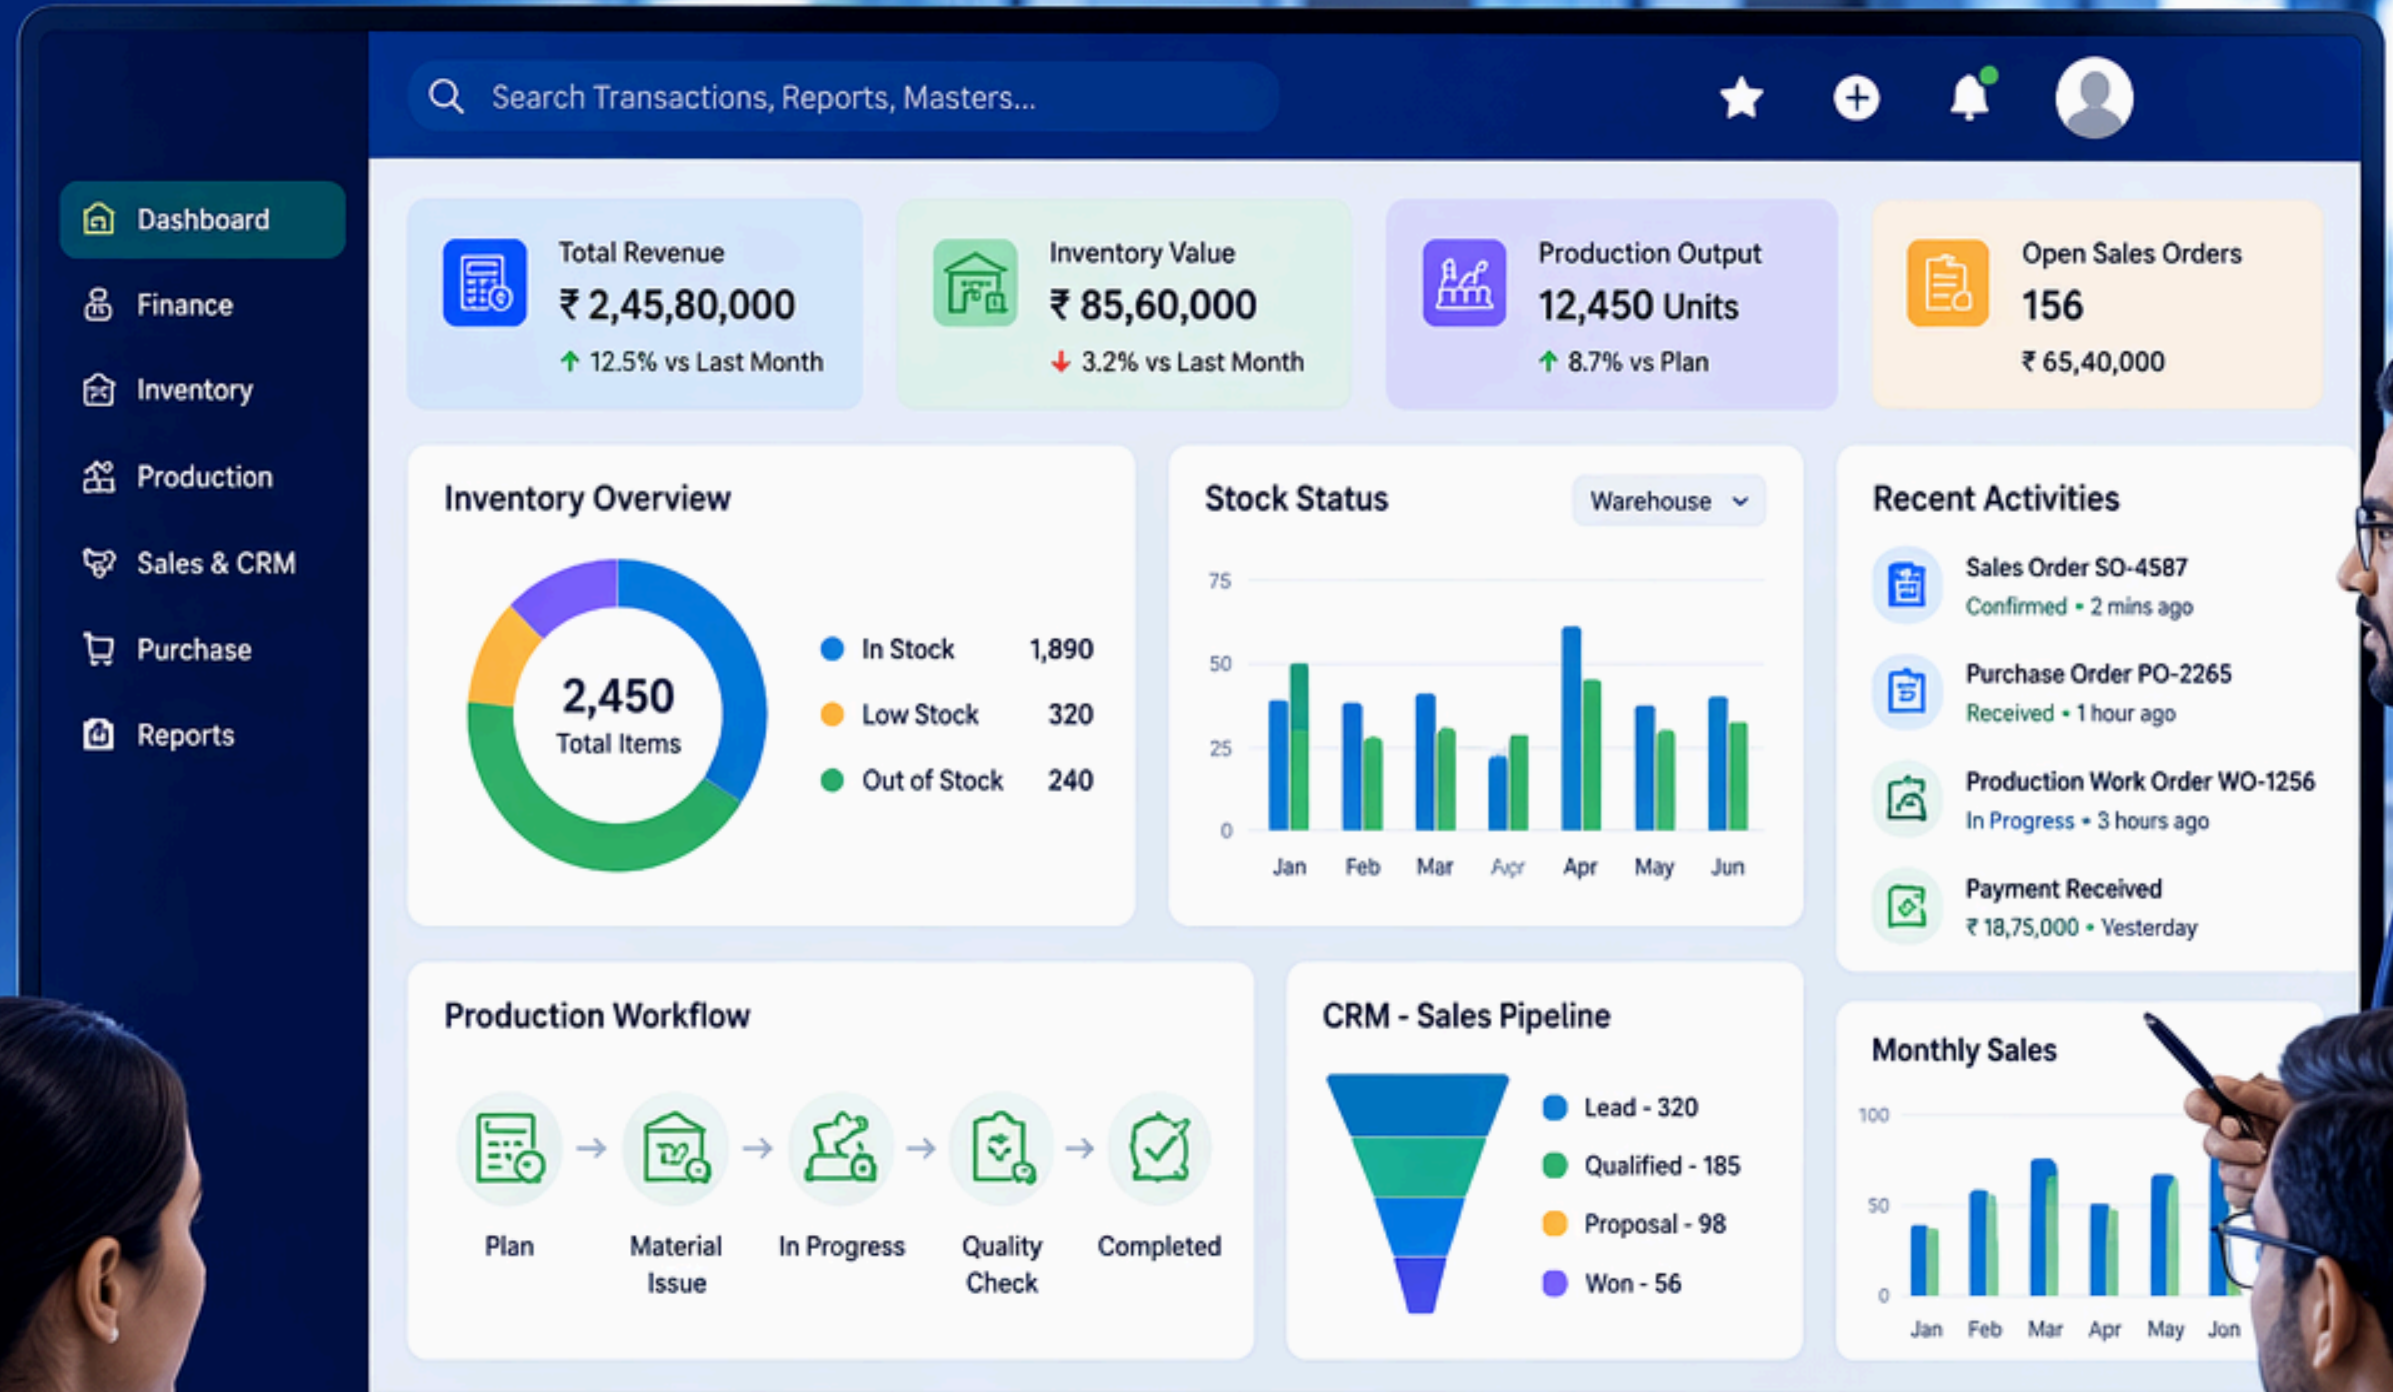 Search Transactions, Reports, Masters...
Dashboard
Finance
Inventory
Production
Sales & CRM
Purchase
Reports
Total Revenue
₹ 2,45,80,000
↑ 12.5% vs Last Month
Inventory Value
₹ 85,60,000
↓ 3.2% vs Last Month
Production Output
12,450 Units
↑ 8.7% vs Plan
Open Sales Orders
156
₹ 65,40,000
Inventory Overview
2,450
Total Items
In Stock 1,890
Low Stock 320
Out of Stock 240
Stock Status
Warehouse
75
50
25
0
Jan Feb Mar Apr Apr May Jun
Recent Activities
Sales Order SO-4587
Confirmed • 2 mins ago
Purchase Order PO-2265
Received • 1 hour ago
Production Work Order WO-1256
In Progress • 3 hours ago
Payment Received
₹ 18,75,000 • Yesterday
Production Workflow
Plan
Material
Issue
In Progress
Quality
Check
Completed
CRM - Sales Pipeline
Lead - 320
Qualified - 185
Proposal - 98
Won - 56
Monthly Sales
100
50
0
Jan Feb Mar Apr May Jon